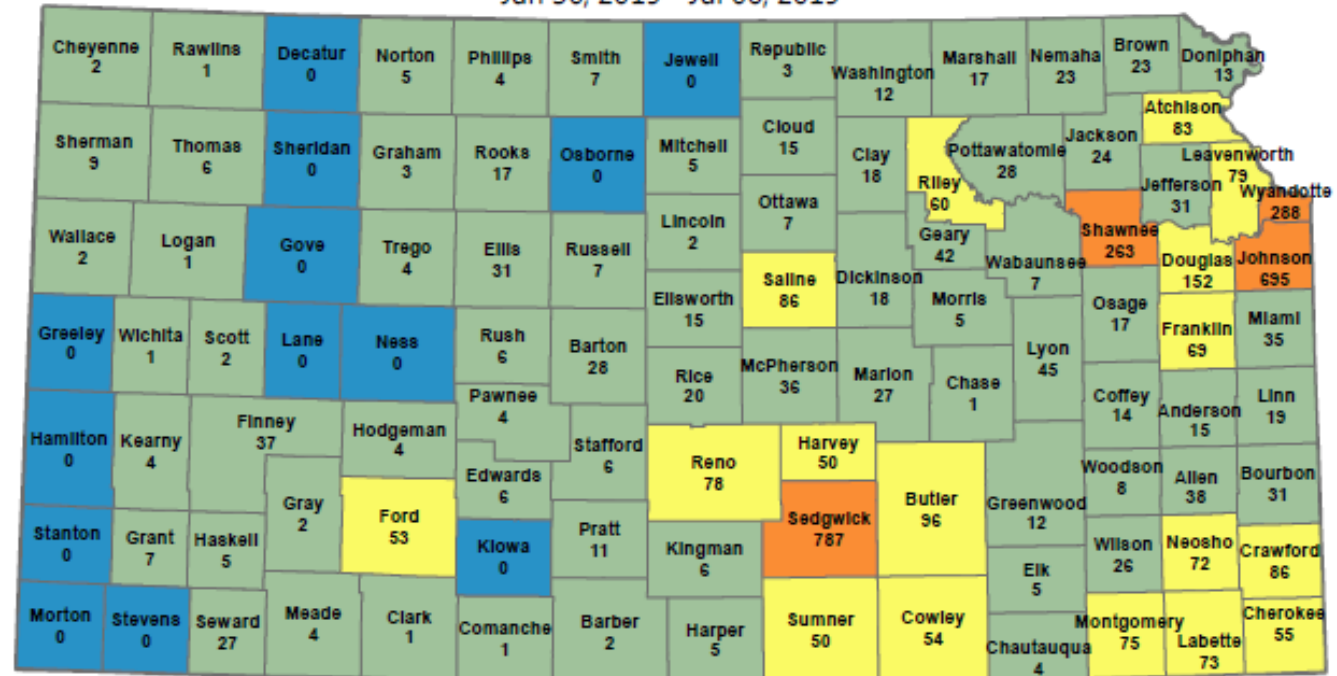 Jun 30, 2019 - Jul 06, 2019
Cheyenne
2
Rawlins
1
Decatur
0
Norton
5
Phillips
4
Smith
7
Jewell
0
Republic
3
Washington
12
Marshall
17
Nemaha
23
Brown
23
Doniphan
13
Atchison
83
Sherman
9
Thomas
6
Sheridan
0
Graham
3
Rooks
17
Osborne
0
Mitchell
5
Cloud
15
Clay
18
Riley
60
Pottawatomie
28
Jackson
24
Jefferson
31
Leavenworth
79
Wyandotte
288
Ottawa
7
Lincoln
2
Wallace
2
Logan
1
Gove
0
Trego
4
Ellis
31
Russell
7
Saline
86
Dickinson
18
Geary
42
Wabaunsee
7
Shawnee
263
Douglas
152
Johnson
695
Ellsworth
15
Morris
5
Osage
17
Franklin
69
Miami
35
Greeley
0
Wichita
1
Scott
2
Lane
0
Ness
0
Rush
6
Barton
28
Rice
20
McPherson
36
Marion
27
Chase
1
Lyon
45
Coffey
14
Anderson
15
Linn
19
Pawnee
4
Hamilton
0
Kearny
4
Finney
37
Hodgeman
4
Stafford
6
Edwards
6
Reno
78
Harvey
50
Sedgwick
787
Butler
96
Greenwood
12
Woodson
8
Allen
38
Bourbon
31
Gray
2
Ford
53
Kiowa
0
Pratt
11
Kingman
6
Elk
5
Wilson
26
Neosho
72
Crawford
86
Stanton
0
Grant
7
Haskell
5
Morton
0
Stevens
0
Seward
27
Meade
4
Clark
1
Comanche
1
Barber
2
Harper
5
Sumner
50
Cowley
54
Chautauqua
4
Montgomery
75
Labette
73
Cherokee
55